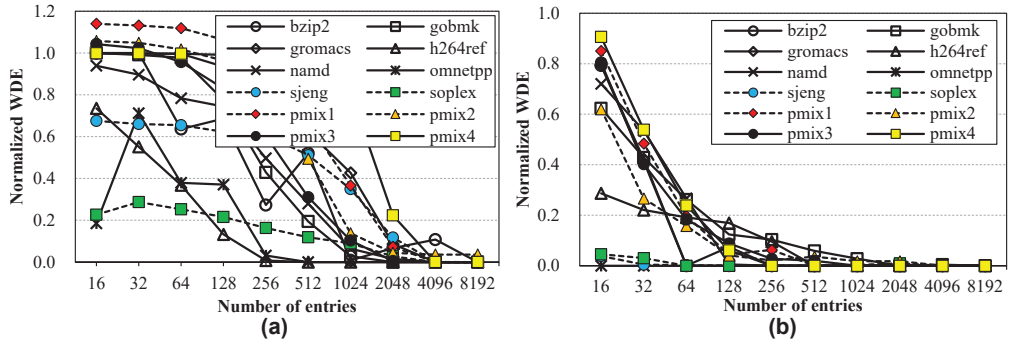 Normalized WDE
1.2
1.0
0.8
0.6
0.4
0.2
0.0
bzip2 gobmk
gromacs h264ref
namd omnetpp
sjeng soplex
pmix1 pmix2
pmix3 pmix4
16 32 64 128 256 512 1024 2048 4096 8192
Number of entries
(a)
Normalized WDE
1.0
0.8
0.6
0.4
0.2
0.0
bzip2 gobmk
gromacs h264ref
namd omnetpp
sjeng soplex
pmix1 pmix2
pmix3 pmix4
16 32 64 128 256 512 1024 2048 4096 8192
Number of entries
(b)